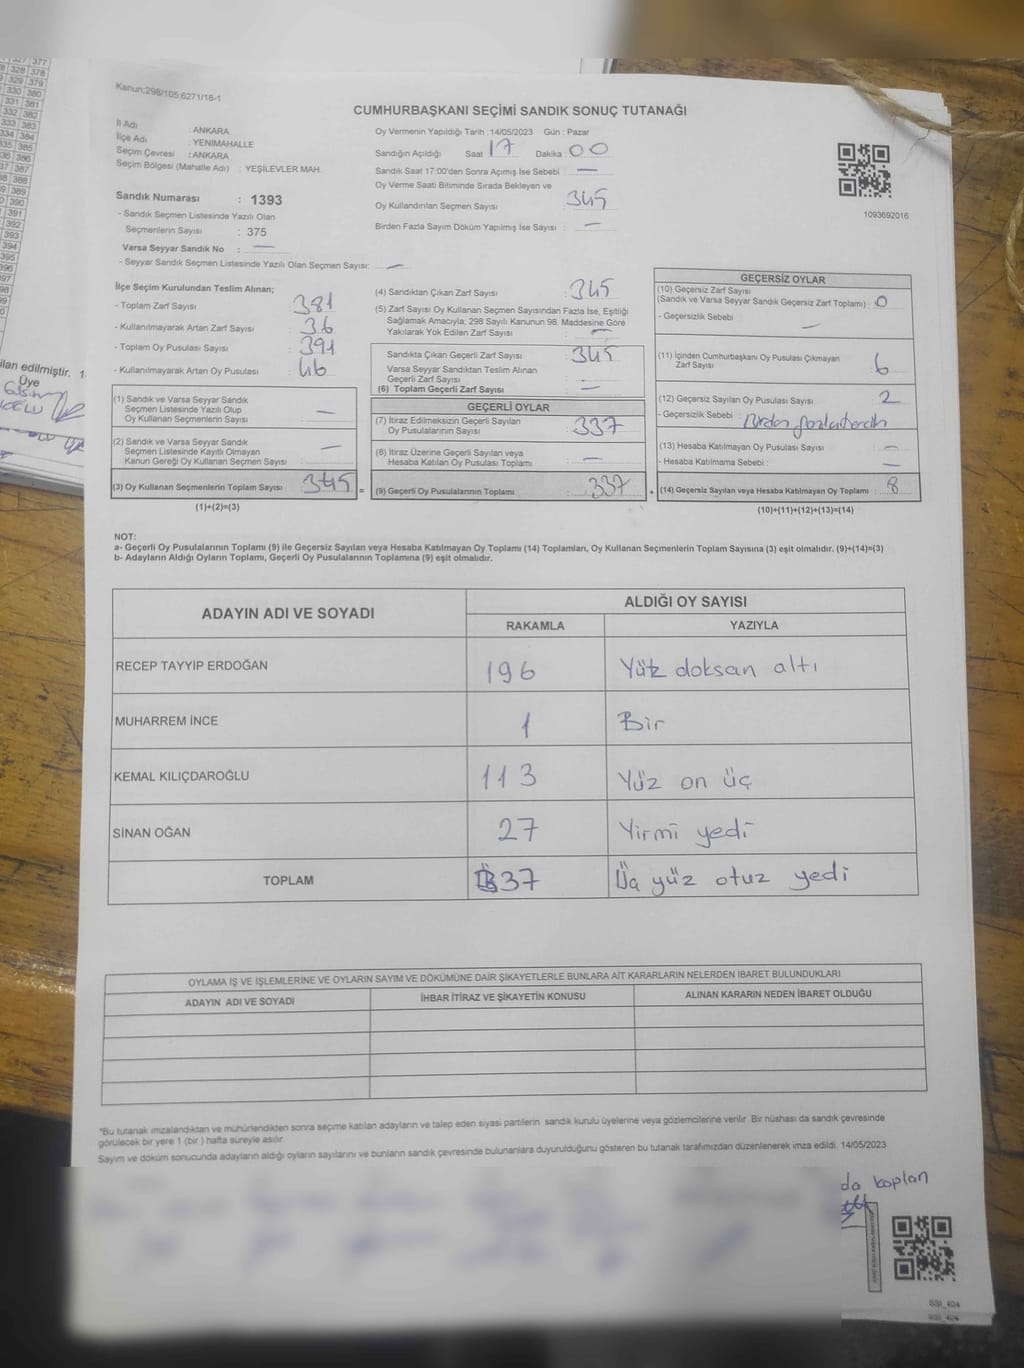 Kanun:298/105;6271/18-1
CUMHURBAŞKANI SEÇİMİ SANDIK SONUÇ TUTANAĞI
İl Adı : ANKARA
İlçe Adı : YENİMAHALLE
Seçim Çevresi : ANKARA
Seçim Bölgesi (Mahalle Adı) : YEŞİLEVLER MAH.
Sandık Numarası : 1393
- Sandık Seçmen Listesinde Yazılı Olan
Seçmenlerin Sayısı : 375
Varsa Seyyar Sandık No : —
- Seyyar Sandık Seçmen Listesinde Yazılı Olan Seçmen Sayısı: —
Oy Vermenin Yapıldığı Tarih :14/05/2023 Gün : Pazar
Sandığın Açıldığı Saat 17 Dakika : 00
Sandık Saat 17:00'den Sonra Açımış İse Sebebi : —
Oy Verme Saati Bitiminde Sırada Bekleyen ve
Oy Kullandırılan Seçmen Sayısı : 345
Birden Fazla Sayım Döküm Yapılmış İse Sayısı : —
1093692016
İlçe Seçim Kurulundan Teslim Alınan;
- Toplam Zarf Sayısı : 381
- Kullanılmayarak Artan Zarf Sayısı : 36
- Toplam Oy Pusulası Sayısı : 391
- Kullanılmayarak Artan Oy Pusulası : 46
(1) Sandık ve Varsa Seyyar Sandık
Seçmen Listesinde Yazılı Olup
Oy Kullanan Seçmenlerin Sayısı : —
(2) Sandık ve Varsa Seyyar Sandık
Seçmen Listesinde Kayıtlı Olmayan
Kanun Gereği Oy Kullanan Seçmen Sayısı : —
(3) Oy Kullanan Seçmenlerin Toplam Sayısı : 345 =
(1)+(2)=(3)
(4) Sandıktan Çıkan Zarf Sayısı : 345
(5) Zarf Sayısı Oy Kullanan Seçmen Sayısından Fazla İse, Eşitliği
Sağlamak Amacıyla, 298 Sayılı Kanunun 98. Maddesine Göre
Yakılarak Yok Edilen Zarf Sayısı : —
Sandıkta Çıkan Geçerli Zarf Sayısı : 345
Varsa Seyyar Sandıktan Teslim Alınan
Geçerli Zarf Sayısı :
(6) Toplam Geçerli Zarf Sayısı : —
GEÇERLİ OYLAR
(7) İtiraz Edilmeksizin Geçerli Sayılan
Oy Pusulalarının Sayısı : 337
(8) İtiraz Üzerine Geçerli Sayılan veya
Hesaba Katılan Oy Pusulası Toplamı : —
(9) Geçerli Oy Pusulalarının Toplamı : 337 +
GEÇERSİZ OYLAR
(10) Geçersiz Zarf Sayısı
(Sandık ve Varsa Seyyar Sandık Geçersiz Zarf Toplamı) : 0
- Geçersizlik Sebebi : —
(11) İçinden Cumhurbaşkanı Oy Pusulası Çıkmayan
Zarf Sayısı : 6
(12) Geçersiz Sayılan Oy Pusulası Sayısı : 2
- Geçersizlik Sebebi : Birden fazla tercih
(13) Hesaba Katılmayan Oy Pusulası Sayısı : —
- Hesaba Katılmama Sebebi : —
(14) Geçersiz Sayılan veya Hesaba Katılmayan Oy Toplamı : 8
(10)+(11)+(12)+(13)=(14)
NOT:
a- Geçerli Oy Pusulalarının Toplamı (9) ile Geçersiz Sayılan veya Hesaba Katılmayan Oy Toplamı (14) Toplamları, Oy Kullanan Seçmenlerin Toplam Sayısına (3) eşit olmalıdır. (9)+(14)=(3)
b- Adayların Aldığı Oyların Toplamı, Geçerli Oy Pusulalarının Toplamına (9) eşit olmalıdır.
ADAYIN ADI VE SOYADI ALDIĞI OY SAYISI
RAKAMLA YAZIYLA
RECEP TAYYİP ERDOĞAN 196 Yüz doksan altı
MUHARREM İNCE 1 Bir
KEMAL KILIÇDAROĞLU 113 Yüz on üç
SİNAN OĞAN 27 Yirmi yedi
TOPLAM 337 Üç yüz otuz yedi
OYLAMA İŞ VE İŞLEMLERİNE VE OYLARIN SAYIM VE DÖKÜMÜNE DAİR ŞİKAYETLERLE BUNLARA AİT KARARLARIN NELERDEN İBARET BULUNDUKLARI
ADAYIN ADI VE SOYADI İHBAR İTİRAZ VE ŞİKAYETİN KONUSU ALINAN KARARIN NEDEN İBARET OLDUĞU
*Bu tutanak imzalandıktan ve mühürlendikten sonra seçime katılan adayların ve talep eden siyasi partilerin sandık kurulu üyelerine veya gözlemcilerine verilir. Bir nüshası da sandık çevresinde
görülecek bir yere 1 (bir ) hafta süreyle asılır.
Sayım ve döküm sonucunda adayların aldığı oyların sayılarını ve bunların sandık çevresinde bulunanlara duyurulduğunu gösteren bu tutanak tarafımızdan düzenlenerek imza edildi. 14/05/2023
da koplan